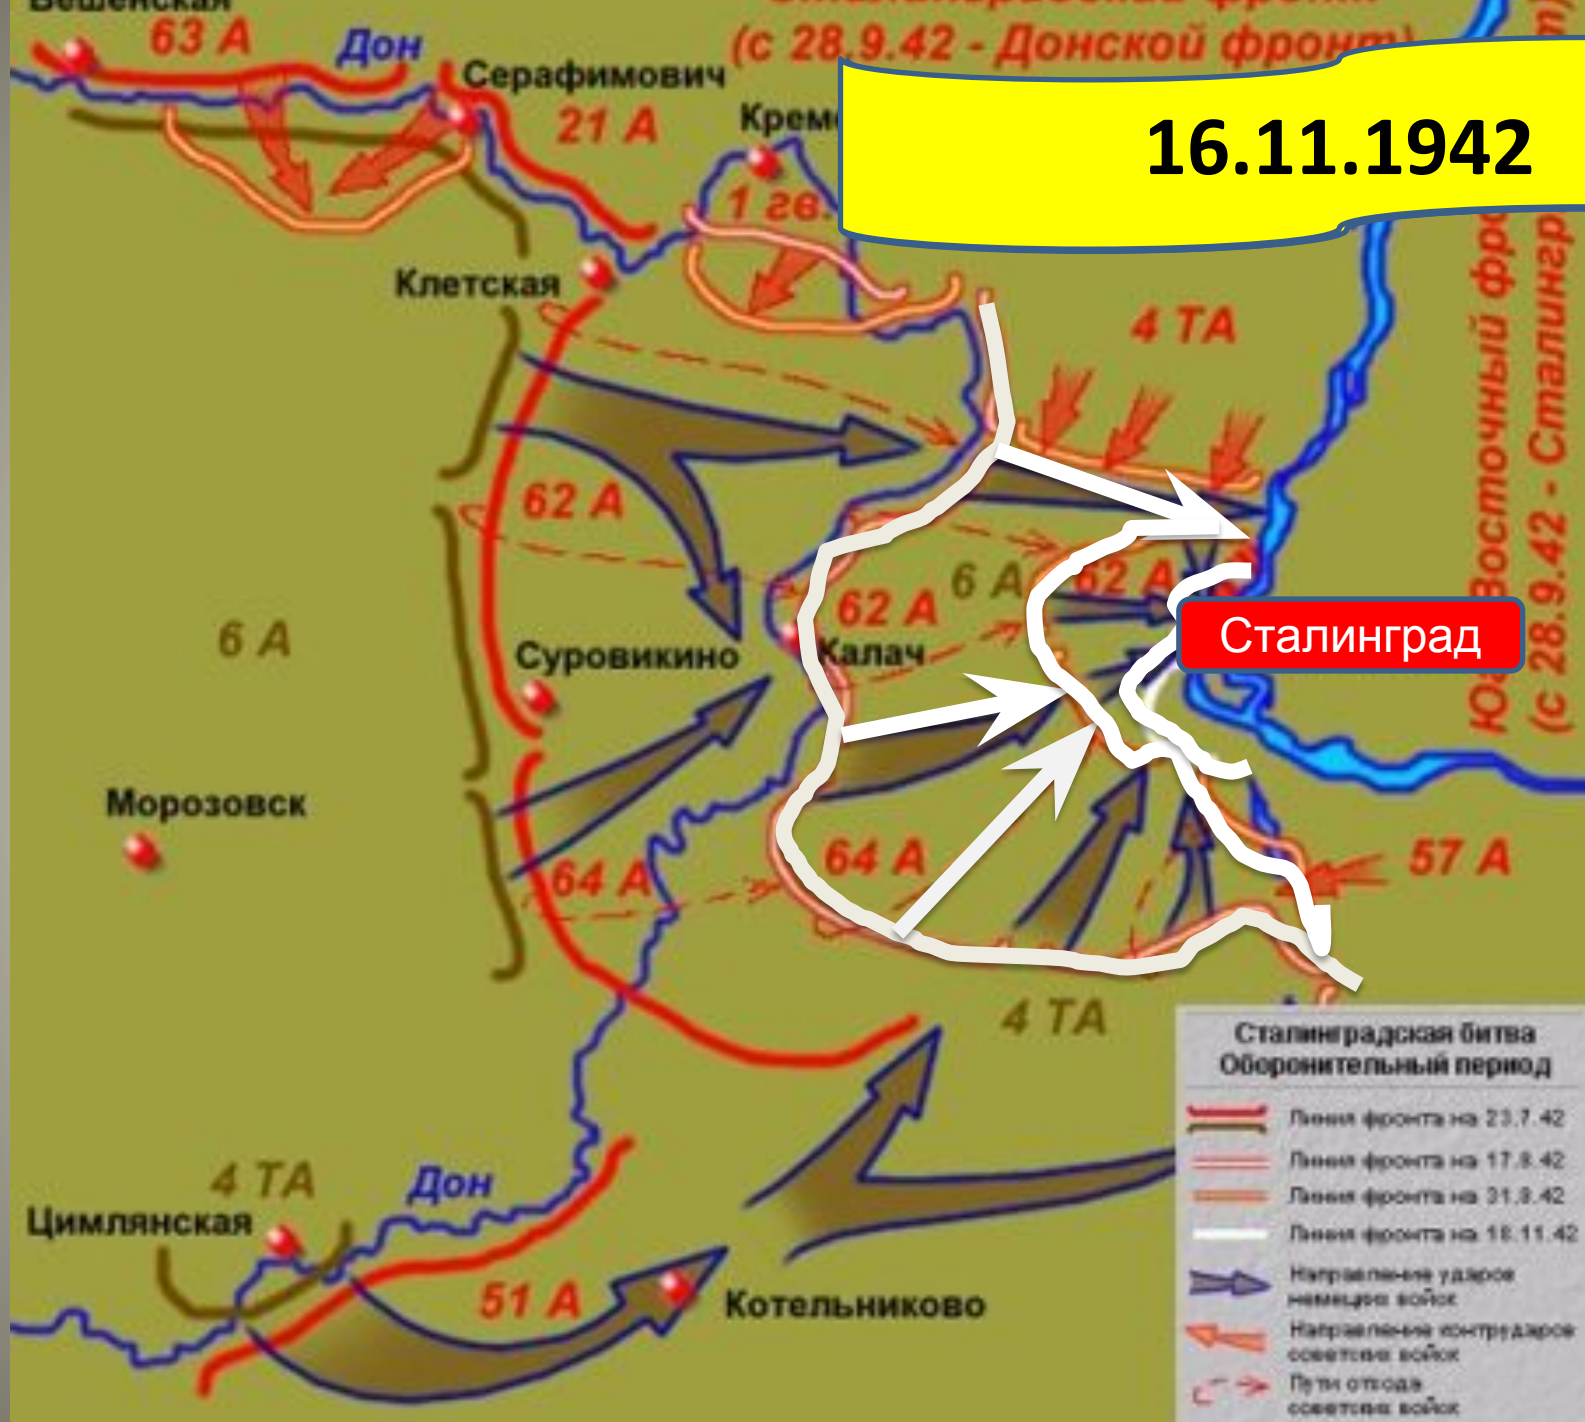 Вешенская
63 А
Дон
Серафимович
(с 28.9.42 - Донской фронт)
21 А
16.11.1942
1 гв.
Клетская
4 ТА
62 А
6 А
62 А
62 А
6 А
Сталинград
Суровикино
Калач
Морозовск
64 А
64 А
57 А
4 ТА
4 ТА
Дон
Цимлянская
51 А
Котельниково
(с 28.9.42 - Сталингр
Сталинградская битва
Оборонительный период
Линия фронта на 23.7.42
Линия фронта на 17.8.42
Линия фронта на 31.8.42
Линия фронта на 18.11.42
Направление ударов
немецких войск
Направление контрударов
советских войск
Пути отхода
советских войск